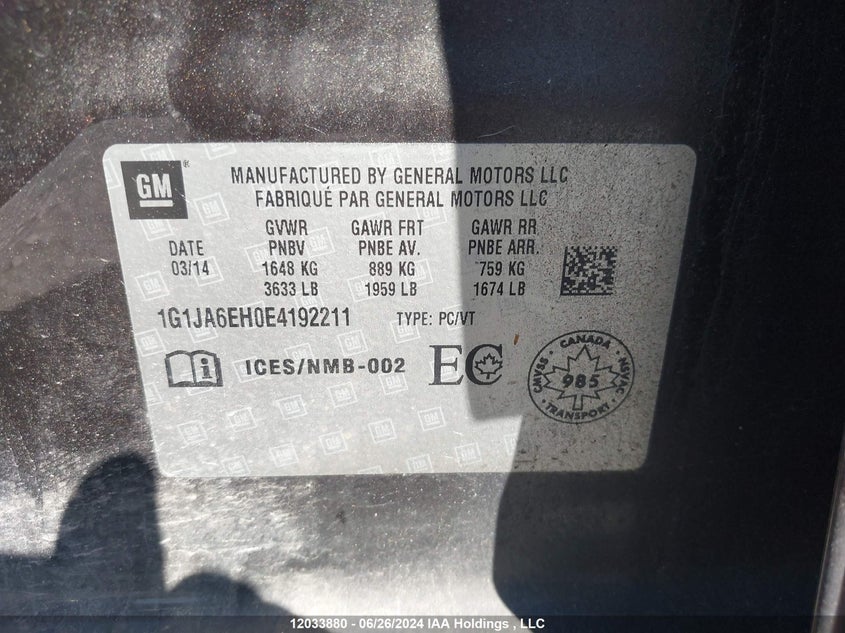 GM
MANUFACTURED BY GENERAL MOTORS LLC
FABRIQUÉ PAR GENERAL MOTORS LLC
GVWR GAWR FRT GAWR RR
DATE PNBV PNBE AV. PNBE ARR.
03/14 1648 KG 889 KG 759 KG
3633 LB 1959 LB 1674 LB
1G1JA6EH0E4192211 TYPE: PC/VT
ICES/NMB-002 EC
CANADA
CMVSS 985 NSVAC
TRANSPORT
12033880 - 06/26/2024 IAA Holdings , LLC